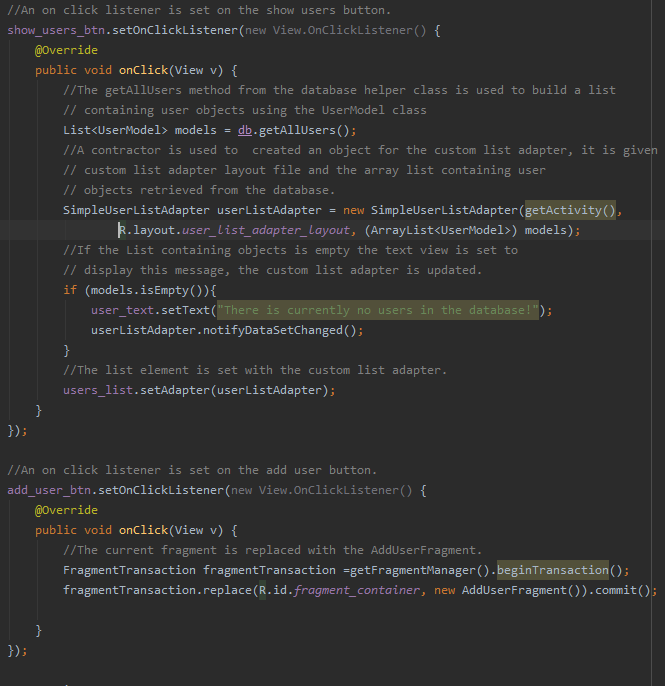 //An on click listener is set on the show users button.
show_users_btn.setOnClickListener(new View.OnClickListener() {
@Override
public void onClick(View v) {
//The getAllUsers method from the database helper class is used to build a list
// containing user objects using the UserModel class
List<UserModel> models = db.getAllUsers();
//A contractor is used to  created an object for the custom list adapter, it is given
// custom list adapter layout file and the array list containing user
// objects retrieved from the database.
SimpleUserListAdapter userListAdapter = new SimpleUserListAdapter(getActivity(),
R.layout.user_list_adapter_layout, (ArrayList<UserModel>) models);
//If the List containing objects is empty the text view is set to
// display this message, the custom list adapter is updated.
if (models.isEmpty()){
user_text.setText("There is currently no users in the database!");
userListAdapter.notifyDataSetChanged();
}
//The list element is set with the custom list adapter.
users_list.setAdapter(userListAdapter);
}
});
//An on click listener is set on the add user button.
add_user_btn.setOnClickListener(new View.OnClickListener() {
@Override
public void onClick(View v) {
//The current fragment is replaced with the AddUserFragment.
FragmentTransaction fragmentTransaction =getFragmentManager().beginTransaction();
fragmentTransaction.replace(R.id.fragment_container, new AddUserFragment()).commit();
}
});